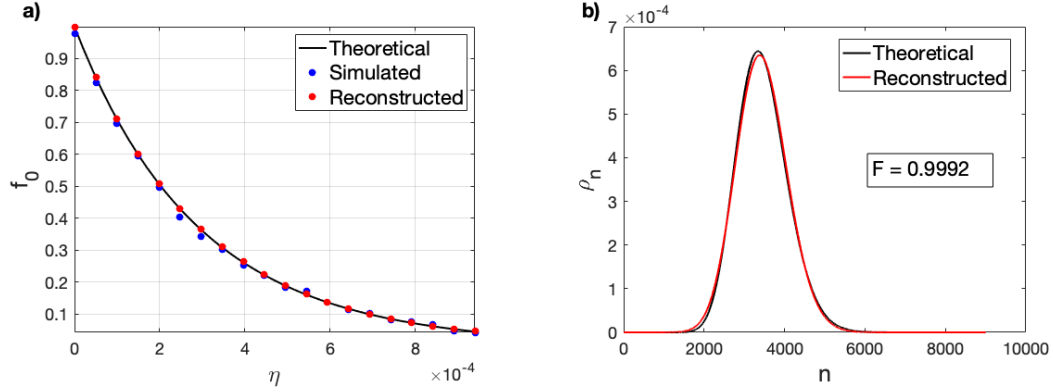 a)
0.9
0.8
0.7
0.6
0.5
0.4
0.3
0.2
0.1
f0
0 2 4 6 8
×10-4
η
Theoretical
Simulated
Reconstructed
b)
×10-4
7
6
5
4
3
2
1
0
ρn
0 2000 4000 6000 8000 10000
n
Theoretical
Reconstructed
F = 0.9992